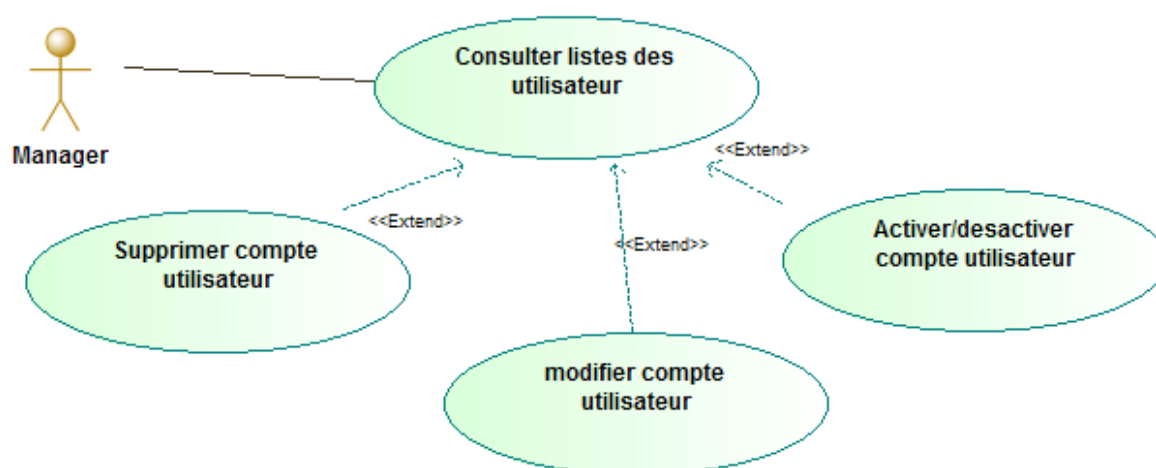 Consulter listes des
utilisateur
Manager
<<Extend>>
<<Extend>>
Supprimer compte
utilisateur
<<Extend>>
Activer/desactiver
compte utilisateur
modifier compte
utilisateur